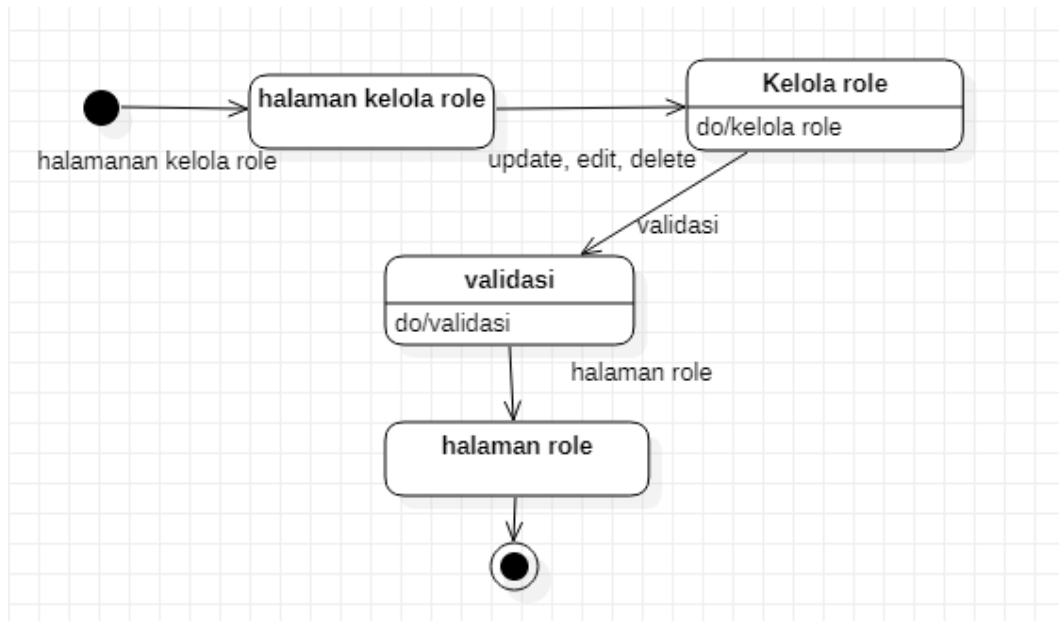 halaman kelola role
Kelola role
do/kelola role
halamanan kelola role
update, edit, delete
validasi
validasi
do/validasi
halaman role
halaman role